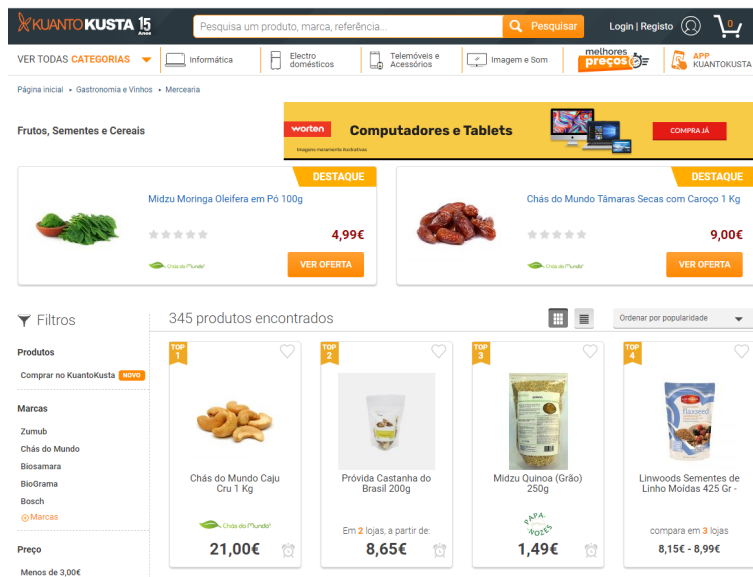 KUANTOKUSTA 15 Anos
Pesquisa um produto, marca, referência...
Pesquisar
Login | Registo
0
VER TODAS CATEGORIAS
Informática
Electro domésticos
Telemóveis e Acessórios
Imagem e Som
melhores preços
APP KUANTOKUSTA
Página inicial • Gastronomia e Vinhos • Mercearia
Frutos, Sementes e Cereais
worten
Computadores e Tablets
COMPRA JÁ
Imagens meramente ilustrativas
DESTAQUE
Midzu Moringa Oleifera em Pó 100g
4,99€
Chás do Mundo
VER OFERTA
DESTAQUE
Chás do Mundo Tâmaras Secas com Caroço 1 Kg
9,00€
Chás do Mundo
VER OFERTA
Filtros
345 produtos encontrados
Ordenar por popularidade
Produtos
Comprar no KuantoKusta NOVO
Marcas
Zumub
Chás do Mundo
Biosamara
BioGrama
Bosch
Marcas
Preço
Menos de 3,00€
TOP 1
Chás do Mundo Caju
Cru 1 Kg
Chás do Mundo
21,00€
TOP 2
Próvida Castanha do
Brasil 200g
Em 2 lojas, a partir de:
8,65€
TOP 3
Midzu Quinoa (Grão)
250g
PAPA-NOZES
1,49€
TOP 4
flaxseed
Linwoods Sementes de
Linho Moídas 425 Gr -
compara em 3 lojas
8,15€ - 8,99€